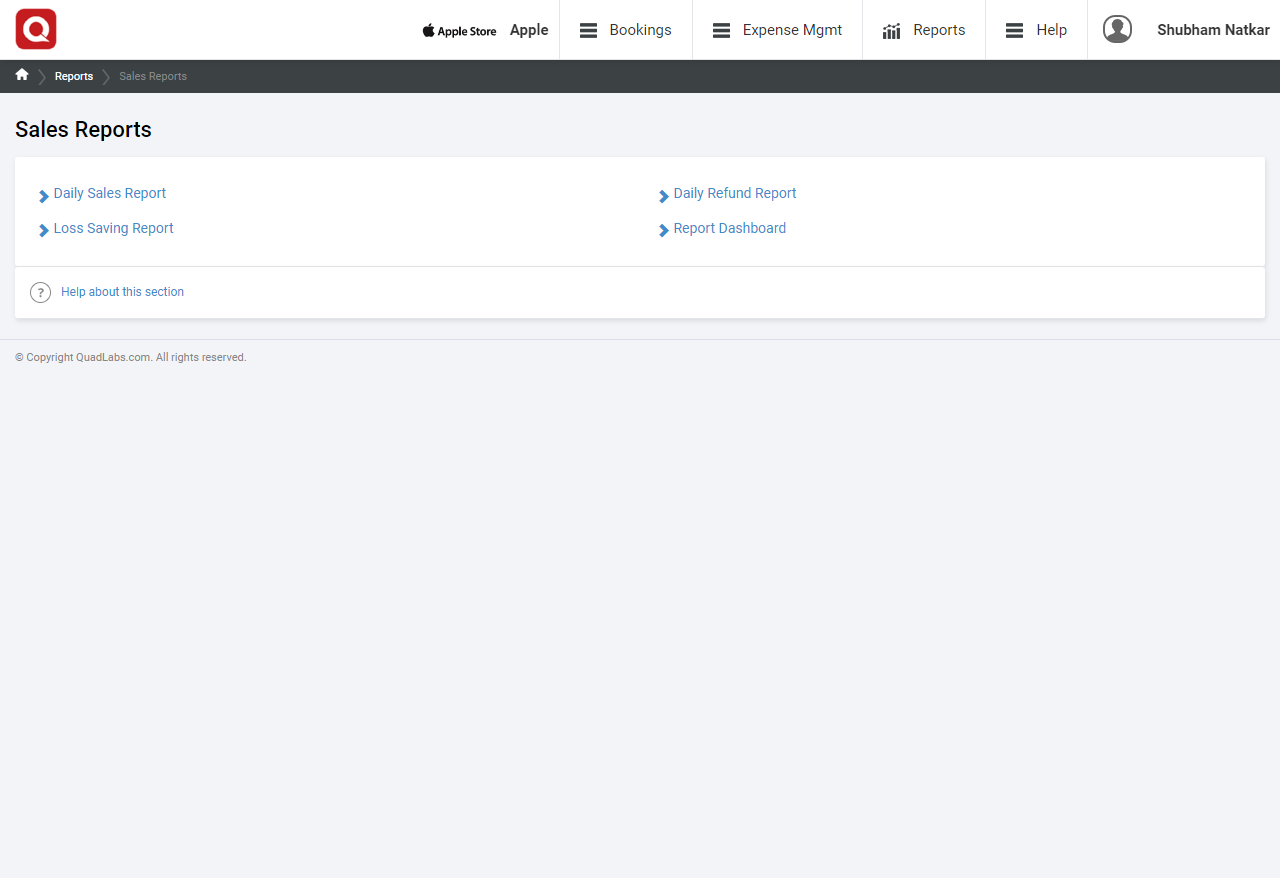 Apple Store Apple Bookings Expense Mgmt Reports Help Shubham Natkar
Reports Sales Reports
Sales Reports
Daily Sales Report Daily Refund Report
Loss Saving Report Report Dashboard
? Help about this section
© Copyright QuadLabs.com. All rights reserved.